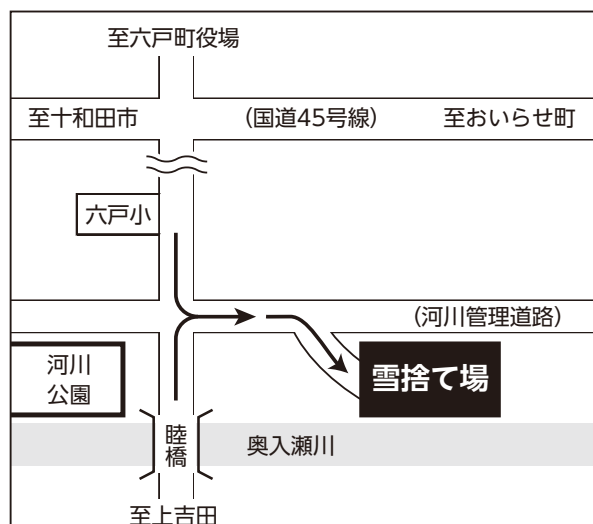 至六戸町役場
至十和田市
(国道45号線)
至おいらせ町
六戸小
(河川管理道路)
河川
公園
雪捨て場
睦橋
奥入瀬川
至上吉田